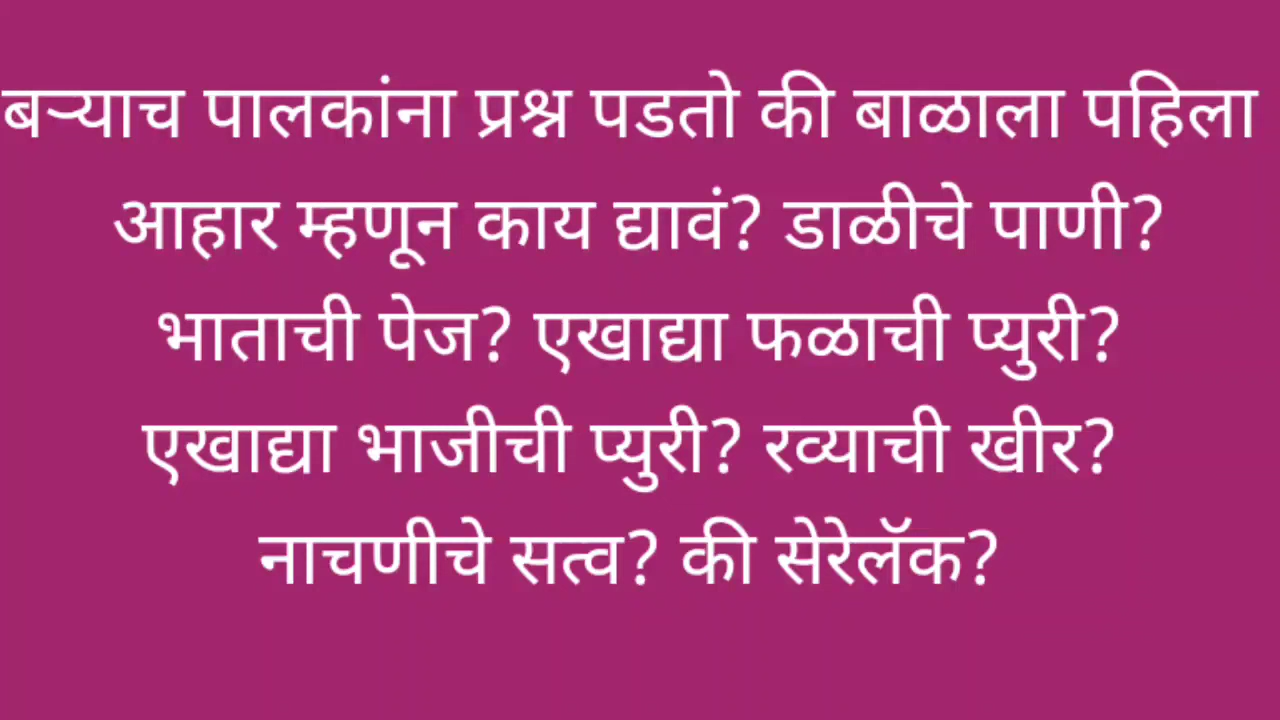 बऱ्याच पालकांना प्रश्न पडतो की बाळाला पहिला
आहार म्हणून काय द्यावं? डाळीचे पाणी?
भाताची पेज? एखाद्या फळाची प्युरी?
एखाद्या भाजीची प्युरी? रव्याची खीर?
नाचणीचे सत्व? की सेरेलॅक?